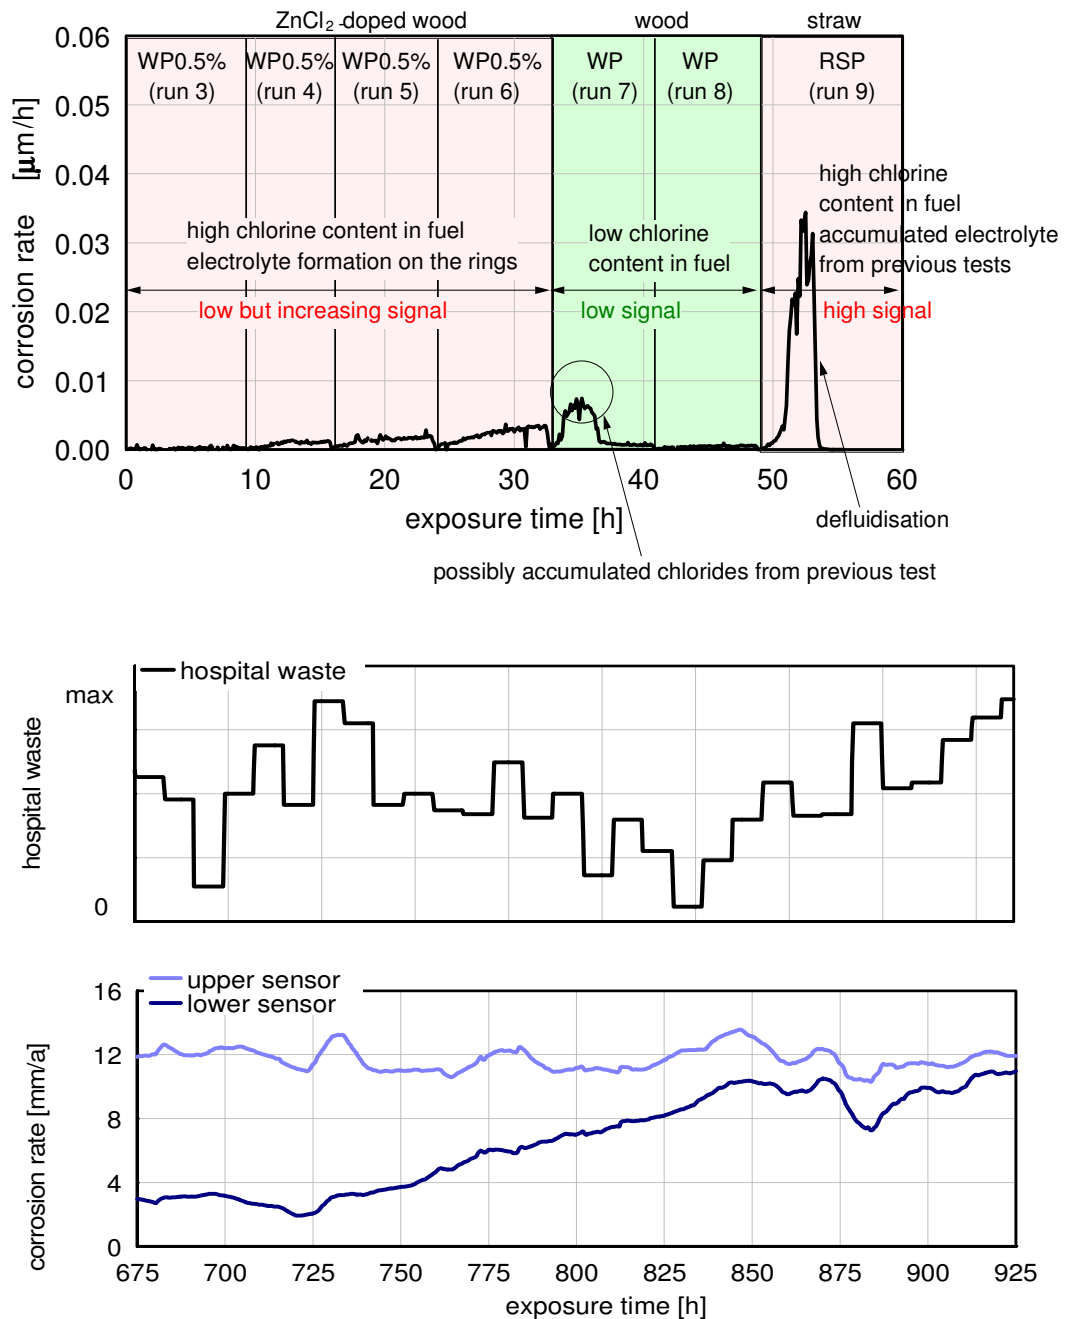 ZnCl2-doped wood wood straw
0.06
WP0.5% WP0.5% WP0.5% WP0.5% WP WP RSP
(run 3) (run 4) (run 5) (run 6) (run 7) (run 8) (run 9)
0.05
0.04
0.03
0.02
0.01
0.00
corrosion rate [μm/h]
high chlorine content in fuel
electrolyte formation on the rings
low but increasing signal
low chlorine
content in fuel
low signal
high chlorine
content in fuel
accumulated electrolyte
from previous tests
high signal
0 10 20 30 40 50 60
exposure time [h]
defluidisation
possibly accumulated chlorides from previous test
hospital waste
max
hospital waste
0
upper sensor
lower sensor
16
12
8
4
0
corrosion rate [mm/a]
675 700 725 750 775 800 825 850 875 900 925
exposure time [h]